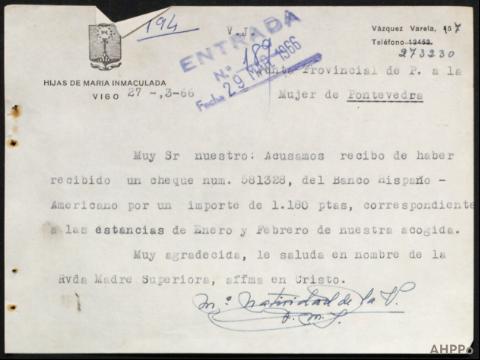 194
V.J.
Vázquez Varela, 157
Teléfono 12452.
273230
ENTRADA
N.º 189
Fecha 29 MAR 1966
HIJAS DE MARIA INMACULADA
VIGO 27 -.3-66
Junta Provincial de P. a la
Mujer de Pontevedra
Muy Sr nuestro: Acusamos recibo de haber
recibido un cheque num. 581328, del Banco Hispano -
Americano por un importe de 1.180 ptas, correspondiente
a las estancias de Enero y Febrero de nuestra acogida.
Muy agradecida, le saluda en nombre de la
Rvda Madre Superiora, affma en Cristo.
Mª Natividad de la V.
AHPPo